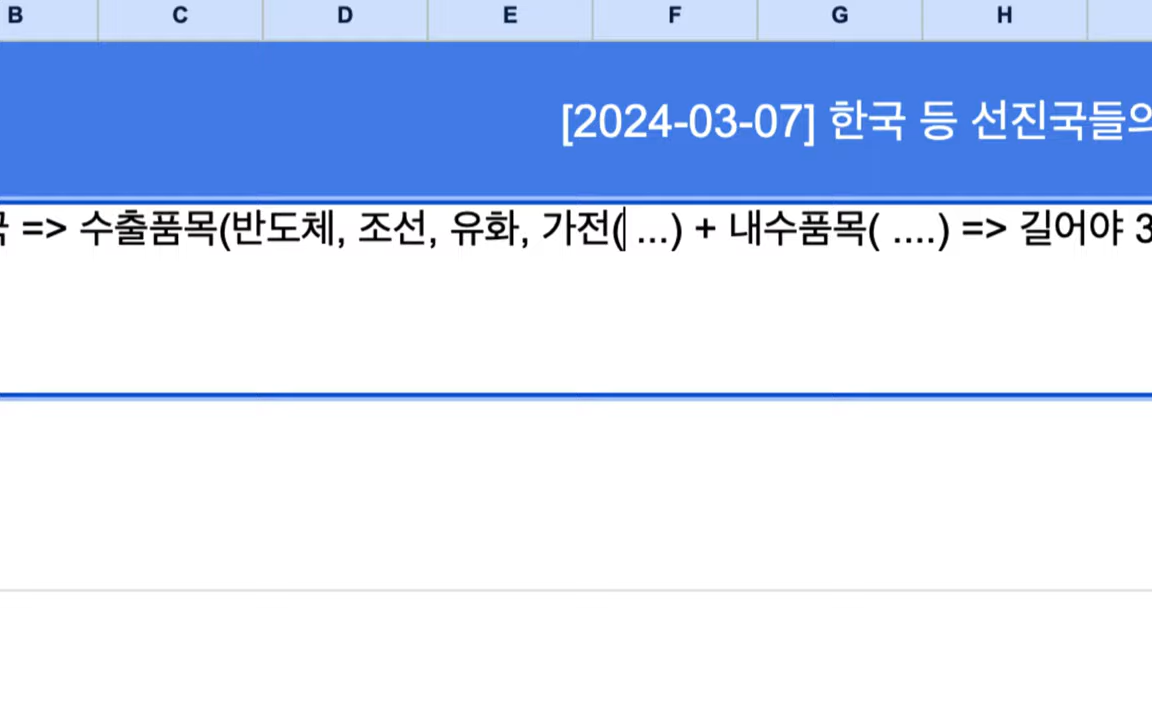 B C D E F G H
[2024-03-07] 한국 등 선진국들의
=> 수출품목(반도체, 조선, 유화, 가전( ...) + 내수품목( ....) => 길어야 3